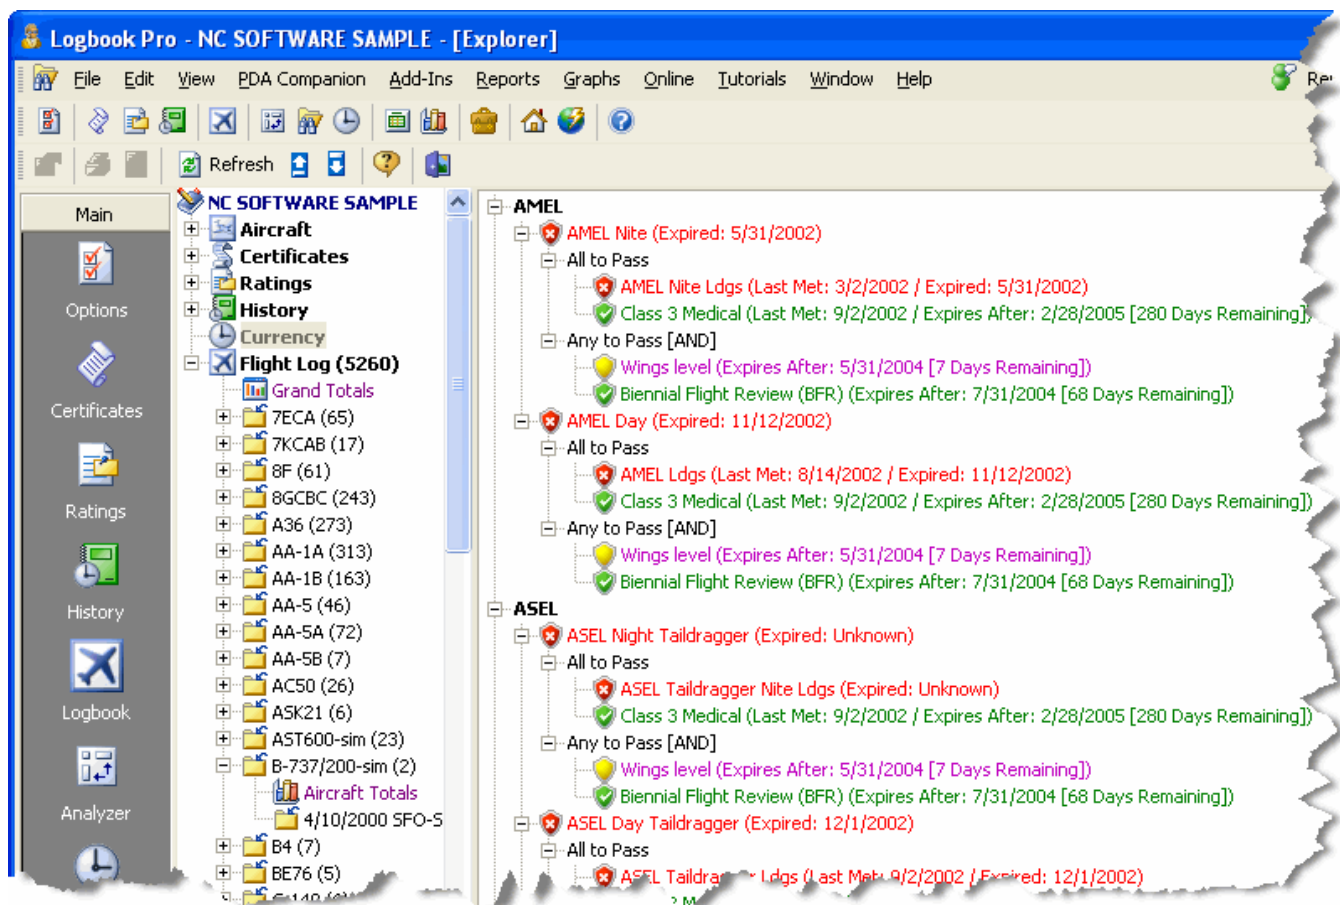 Logbook Pro - NC SOFTWARE SAMPLE - [Explorer]
File Edit View PDA Companion Add-Ins Reports Graphs Online Tutorials Window Help
Refresh
Main
Options
Certificates
Ratings
History
Logbook
Analyzer
NC SOFTWARE SAMPLE
Aircraft
Certificates
Ratings
History
Currency
Flight Log (5260)
Grand Totals
7ECA (65)
7KCAB (17)
8F (61)
8GCBC (243)
A36 (273)
AA-1A (313)
AA-1B (163)
AA-5 (46)
AA-5A (72)
AA-5B (7)
AC50 (26)
ASK21 (6)
AST600-sim (23)
B-737/200-sim (2)
Aircraft Totals
4/10/2000 SFO-S
B4 (7)
BE76 (5)
AMEL
AMEL Nite (Expired: 5/31/2002)
All to Pass
AMEL Nite Ldgs (Last Met: 3/2/2002 / Expired: 5/31/2002)
Class 3 Medical (Last Met: 9/2/2002 / Expires After: 2/28/2005 [280 Days Remaining])
Any to Pass [AND]
Wings level (Expires After: 5/31/2004 [7 Days Remaining])
Biennial Flight Review (BFR) (Expires After: 7/31/2004 [68 Days Remaining])
AMEL Day (Expired: 11/12/2002)
All to Pass
AMEL Ldgs (Last Met: 8/14/2002 / Expired: 11/12/2002)
Class 3 Medical (Last Met: 9/2/2002 / Expires After: 2/28/2005 [280 Days Remaining])
Any to Pass [AND]
Wings level (Expires After: 5/31/2004 [7 Days Remaining])
Biennial Flight Review (BFR) (Expires After: 7/31/2004 [68 Days Remaining])
ASEL
ASEL Night Taildragger (Expired: Unknown)
All to Pass
ASEL Taildragger Nite Ldgs (Expired: Unknown)
Class 3 Medical (Last Met: 9/2/2002 / Expires After: 2/28/2005 [280 Days Remaining])
Any to Pass [AND]
Wings level (Expires After: 5/31/2004 [7 Days Remaining])
Biennial Flight Review (BFR) (Expires After: 7/31/2004 [68 Days Remaining])
ASEL Day Taildragger (Expired: 12/1/2002)
All to Pass
ASEL Taildragger Ldgs (Last Met: 9/2/2002 / Expired: 12/1/2002)